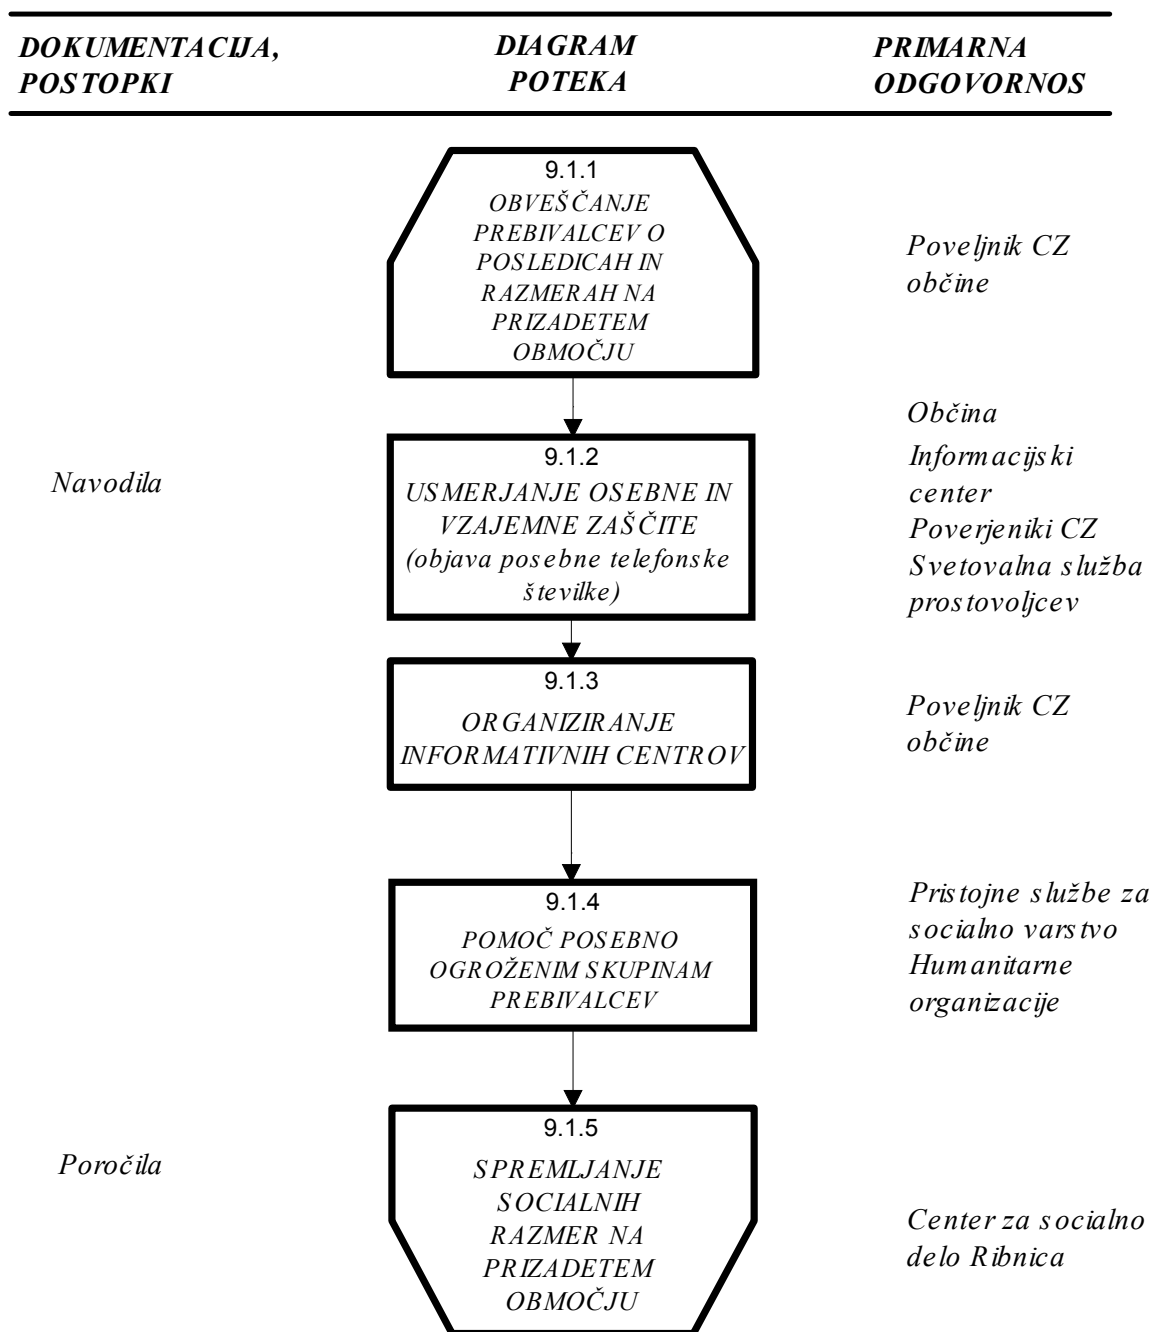 DOKUMENTACIJA,
POSTOPKI
DIAGRAM
POTEKA
PRIMARNA
ODGOVORNOS
9.1.1
OBVEŠČANJE
PREBIVALCEV O
POSLEDICAH IN
RAZMERAH NA
PRIZADETEM
OBMOČJU
Poveljnik CZ
občine
Navodila
9.1.2
USMERJANJE OSEBNE IN
VZAJEMNE ZAŠČITE
(objava posebne telefonske
številke)
Občina
Informacijski
center
Poverjeniki CZ
Svetovalna služba
prostovoljcev
9.1.3
ORGANIZIRANJE
INFORMATIVNIH CENTROV
Poveljnik CZ
občine
9.1.4
POMOČ POSEBNO
OGROŽENIM SKUPINAM
PREBIVALCEV
Pristojne službe za
socialno varstvo
Humanitarne
organizacije
Poročila
9.1.5
SPREMLJANJE
SOCIALNIH
RAZMER NA
PRIZADETEM
OBMOČJU
Center za socialno
delo Ribnica